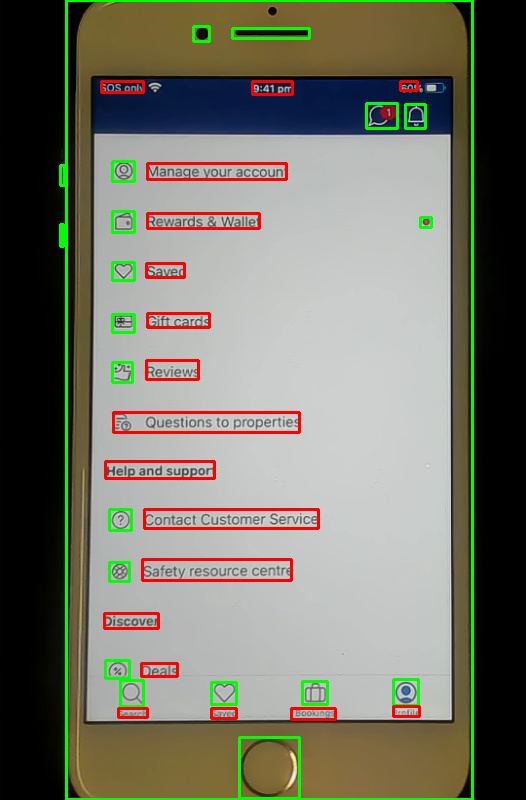 SOS only 9:41 pm 60%
1
Manage your account
Rewards & Wallet
Saved
Gift cards
Reviews
Questions to properties
Help and support
Contact Customer Service
Safety resource centre
Discover
Deals
Search Saved Bookings Profile